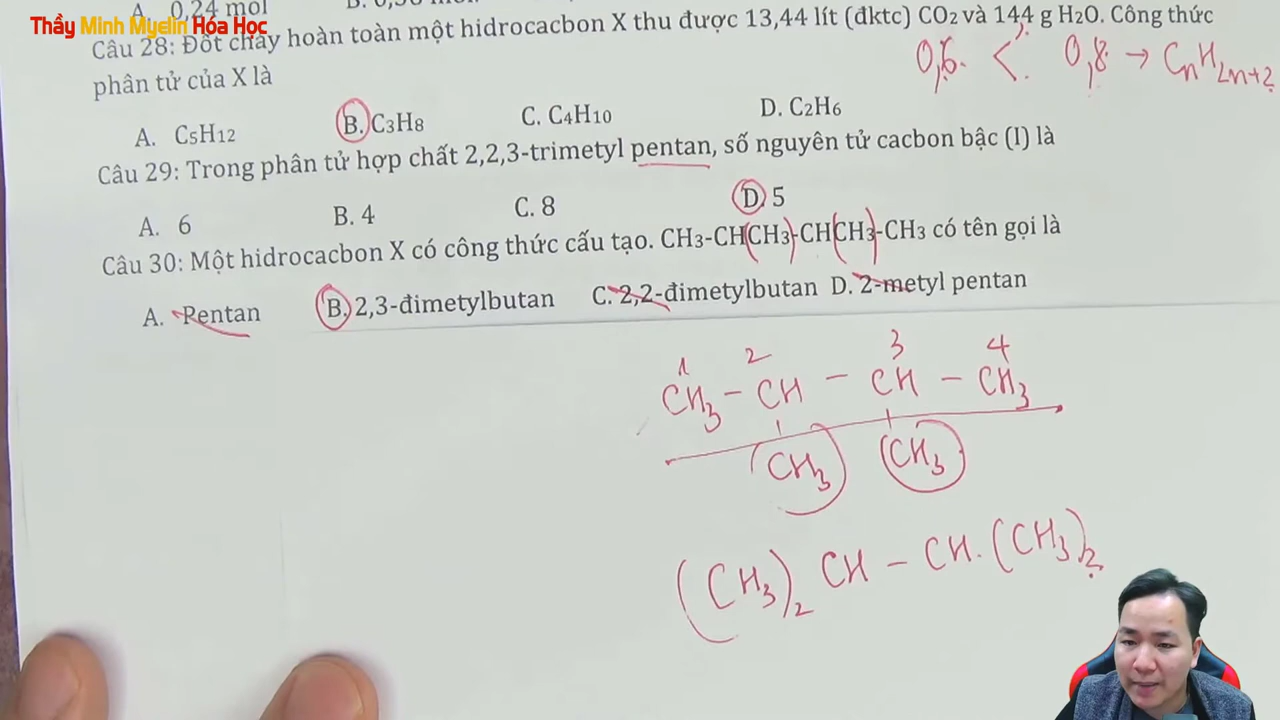 A. 0,24 mol
Thầy Minh Myelin Hóa Học
Câu 28: Đốt cháy hoàn toàn một hidrocacbon X thu được 13,44 lít (đktc) CO₂ và 14,4 g H₂O. Công thức
phân tử của X là
0,6 < 0,8 → CnH2n+2
A. C₅H₁₂ B. C₃H₈ C. C₄H₁₀ D. C₂H₆
Câu 29: Trong phân tử hợp chất 2,2,3-trimetyl pentan, số nguyên tử cacbon bậc (I) là
A. 6 B. 4 C. 8 D. 5
Câu 30: Một hidrocacbon X có công thức cấu tạo. CH₃-CH(CH₃)-CH(CH₃)-CH₃ có tên gọi là
A. Pentan B. 2,3-đimetylbutan C. 2,2-đimetylbutan D. 2-metyl pentan
1 2 3 4
CH₃ – CH – CH – CH₃
CH₃ CH₃
(CH₃)₂ CH – CH.(CH₃)₂